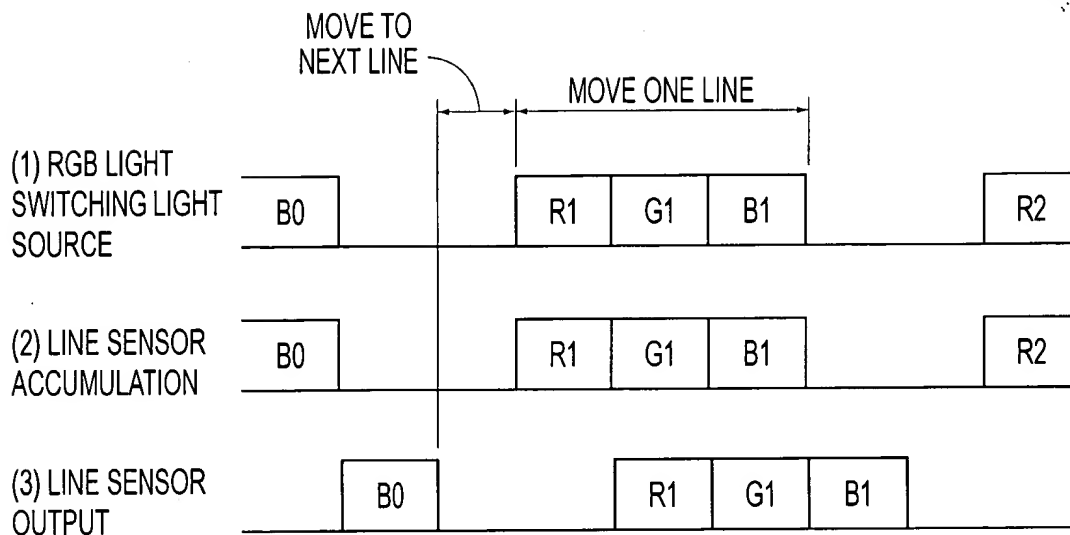 MOVE TO
NEXT LINE
MOVE ONE LINE
(1) RGB LIGHT
SWITCHING LIGHT
SOURCE
B0
R1
G1
B1
R2
(2) LINE SENSOR
ACCUMULATION
B0
R1
G1
B1
R2
(3) LINE SENSOR
OUTPUT
B0
R1
G1
B1